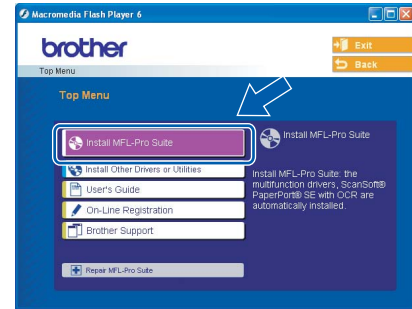 Macromedia Flash Player 6
brother
Exit
Back
Top Menu
Top Menu
Install MFL-Pro Suite
Install Other Drivers or Utilities
User's Guide
On-Line Registration
Brother Support
Repair MFL-Pro Suite
Install MFL-Pro Suite
Install MFL-Pro Suite: the
multifunction drivers, ScanSoft®
PaperPort® SE with OCR are
automatically installed.